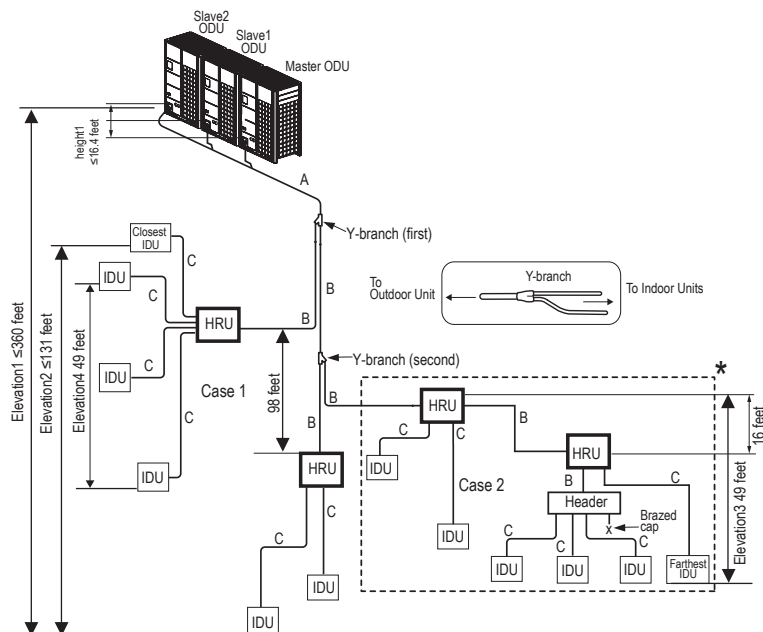 Slave2
ODU
Slave1
ODU
Master ODU
height1
≤16.4 feet
A
Y-branch (first)
Closest
IDU
C
IDU
C
B
HRU
B
C
IDU
C
IDU
Case 1
98 feet
Y-branch (second)
Y-branch
To
Outdoor Unit
To Indoor Units
Elevation1 ≤360 feet
Elevation2 ≤131 feet
Elevation4 49 feet
*
B
B
HRU
B
C
C
IDU
IDU
Case 2
HRU
B
C
Header
x
Brazed
cap
C
C
C
IDU
IDU
IDU
Farthest
IDU
16 feet
Elevation3 49 feet
HRU
C
C
IDU
IDU